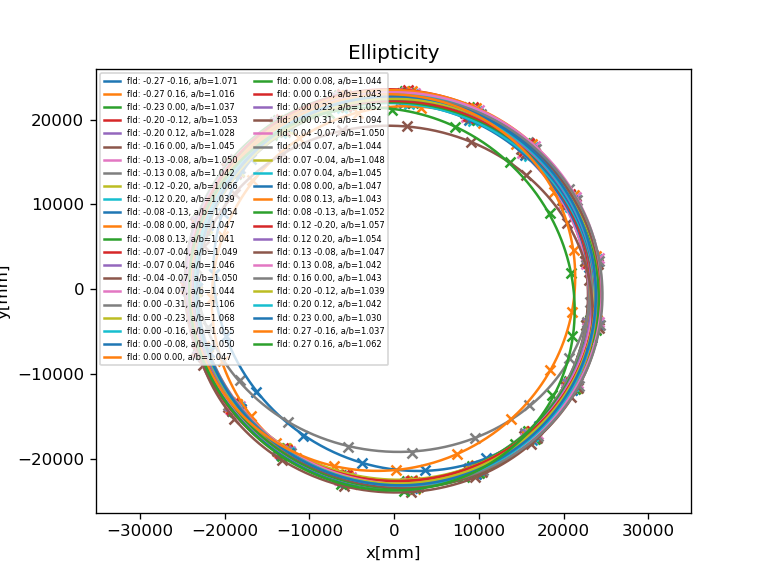 Ellipticity
fld: -0.27 -0.16, a/b=1.071
fld: -0.27 0.16, a/b=1.016
fld: -0.23 0.00, a/b=1.037
fld: -0.20 -0.12, a/b=1.053
fld: -0.20 0.12, a/b=1.028
fld: -0.16 0.00, a/b=1.045
fld: -0.13 -0.08, a/b=1.050
fld: -0.13 0.08, a/b=1.042
fld: -0.12 -0.20, a/b=1.066
fld: -0.12 0.20, a/b=1.039
fld: -0.08 -0.13, a/b=1.054
fld: -0.08 0.00, a/b=1.047
fld: -0.08 0.13, a/b=1.041
fld: -0.07 -0.04, a/b=1.049
fld: -0.07 0.04, a/b=1.046
fld: -0.04 -0.07, a/b=1.050
fld: -0.04 0.07, a/b=1.044
fld: 0.00 -0.31, a/b=1.106
fld: 0.00 -0.23, a/b=1.068
fld: 0.00 -0.16, a/b=1.055
fld: 0.00 -0.08, a/b=1.050
fld: 0.00 0.00, a/b=1.047
fld: 0.00 0.08, a/b=1.044
fld: 0.00 0.16, a/b=1.043
fld: 0.00 0.23, a/b=1.052
fld: 0.00 0.31, a/b=1.094
fld: 0.04 -0.07, a/b=1.050
fld: 0.04 0.07, a/b=1.044
fld: 0.07 -0.04, a/b=1.048
fld: 0.07 0.04, a/b=1.045
fld: 0.08 0.00, a/b=1.047
fld: 0.08 0.13, a/b=1.043
fld: 0.08 -0.13, a/b=1.052
fld: 0.12 -0.20, a/b=1.057
fld: 0.12 0.20, a/b=1.054
fld: 0.13 -0.08, a/b=1.047
fld: 0.13 0.08, a/b=1.042
fld: 0.16 0.00, a/b=1.043
fld: 0.20 -0.12, a/b=1.039
fld: 0.20 0.12, a/b=1.042
fld: 0.23 0.00, a/b=1.030
fld: 0.27 -0.16, a/b=1.037
fld: 0.27 0.16, a/b=1.062
20000
10000
0
−10000
−20000
y[mm]
−30000 −20000 −10000 0 10000 20000 30000
x[mm]